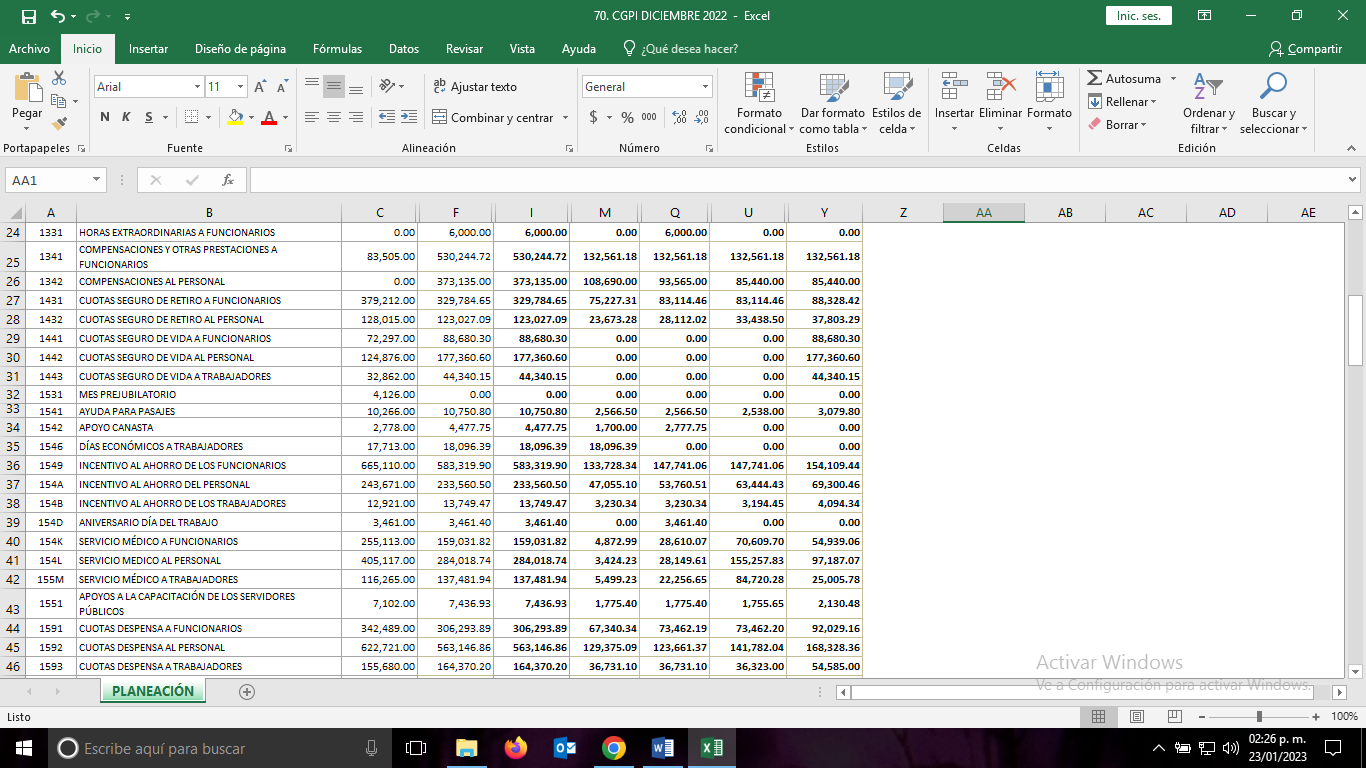 70. CGPI DICIEMBRE 2022 - Excel
Inic. ses.
Archivo Inicio Insertar Diseño de página Fórmulas Datos Revisar Vista Ayuda ¿Qué desea hacer? Compartir
Pegar
Arial 11
N K S
Ajustar texto
Combinar y centrar
General
$ % 000
Formato condicional
Dar formato como tabla
Estilos de celda
Insertar Eliminar Formato
Autosuma
Rellenar
Borrar
Ordenar y filtrar
Buscar y seleccionar
Portapapeles Fuente Alineación Número Estilos Celdas Edición
AA1 fx
A B C F I M Q U Y Z AA AB AC AD AE
24 1331 HORAS EXTRAORDINARIAS A FUNCIONARIOS 0.00 6,000.00 6,000.00 0.00 6,000.00 0.00 0.00
25 1341 COMPENSACIONES Y OTRAS PRESTACIONES A FUNCIONARIOS 83,505.00 530,244.72 530,244.72 132,561.18 132,561.18 132,561.18 132,561.18
26 1342 COMPENSACIONES AL PERSONAL 0.00 373,135.00 373,135.00 108,690.00 93,565.00 85,440.00 85,440.00
27 1431 CUOTAS SEGURO DE RETIRO A FUNCIONARIOS 379,212.00 329,784.65 329,784.65 75,227.31 83,114.46 83,114.46 88,328.42
28 1432 CUOTAS SEGURO DE RETIRO AL PERSONAL 128,015.00 123,027.09 123,027.09 23,673.28 28,112.02 33,438.50 37,803.29
29 1441 CUOTAS SEGURO DE VIDA A FUNCIONARIOS 72,297.00 88,680.30 88,680.30 0.00 0.00 0.00 88,680.30
30 1442 CUOTAS SEGURO DE VIDA AL PERSONAL 124,876.00 177,360.60 177,360.60 0.00 0.00 0.00 177,360.60
31 1443 CUOTAS SEGURO DE VIDA A TRABAJADORES 32,862.00 44,340.15 44,340.15 0.00 0.00 0.00 44,340.15
32 1531 MES PREJUBILATORIO 4,126.00 0.00 0.00 0.00 0.00 0.00 0.00
33 1541 AYUDA PARA PASAJES 10,266.00 10,750.80 10,750.80 2,566.50 2,566.50 2,538.00 3,079.80
34 1542 APOYO CANASTA 2,778.00 4,477.75 4,477.75 1,700.00 2,777.75 0.00 0.00
35 1546 DÍAS ECONÓMICOS A TRABAJADORES 17,713.00 18,096.39 18,096.39 18,096.39 0.00 0.00 0.00
36 1549 INCENTIVO AL AHORRO DE LOS FUNCIONARIOS 665,110.00 583,319.90 583,319.90 133,728.34 147,741.06 147,741.06 154,109.44
37 154A INCENTIVO AL AHORRO DEL PERSONAL 243,671.00 233,560.50 233,560.50 47,055.10 53,760.51 63,444.43 69,300.46
38 154B INCENTIVO AL AHORRO DE LOS TRABAJADORES 12,921.00 13,749.47 13,749.47 3,230.34 3,230.34 3,194.45 4,094.34
39 154D ANIVERSARIO DÍA DEL TRABAJO 3,461.00 3,461.40 3,461.40 0.00 3,461.40 0.00 0.00
40 154K SERVICIO MÉDICO A FUNCIONARIOS 255,113.00 159,031.82 159,031.82 4,872.99 28,610.07 70,609.70 54,939.06
41 154L SERVICIO MEDICO AL PERSONAL 405,117.00 284,018.74 284,018.74 3,424.23 28,149.61 155,257.83 97,187.07
42 155M SERVICIO MÉDICO A TRABAJADORES 116,265.00 137,481.94 137,481.94 5,499.23 22,256.65 84,720.28 25,005.78
43 1551 APOYOS A LA CAPACITACIÓN DE LOS SERVIDORES PÚBLICOS 7,102.00 7,436.93 7,436.93 1,775.40 1,775.40 1,755.65 2,130.48
44 1591 CUOTAS DESPENSA A FUNCIONARIOS 342,489.00 306,293.89 306,293.89 67,340.34 73,462.19 73,462.20 92,029.16
45 1592 CUOTAS DESPENSA AL PERSONAL 622,721.00 563,146.86 563,146.86 129,375.09 123,661.37 141,782.04 168,328.36
46 1593 CUOTAS DESPENSA A TRABAJADORES 155,680.00 164,370.20 164,370.20 36,731.10 36,731.10 36,323.00 54,585.00
Activar Windows
Ve a Configuración para activar Windows.
PLANEACIÓN
Listo 100%
Escribe aquí para buscar
02:26 p. m.
23/01/2023